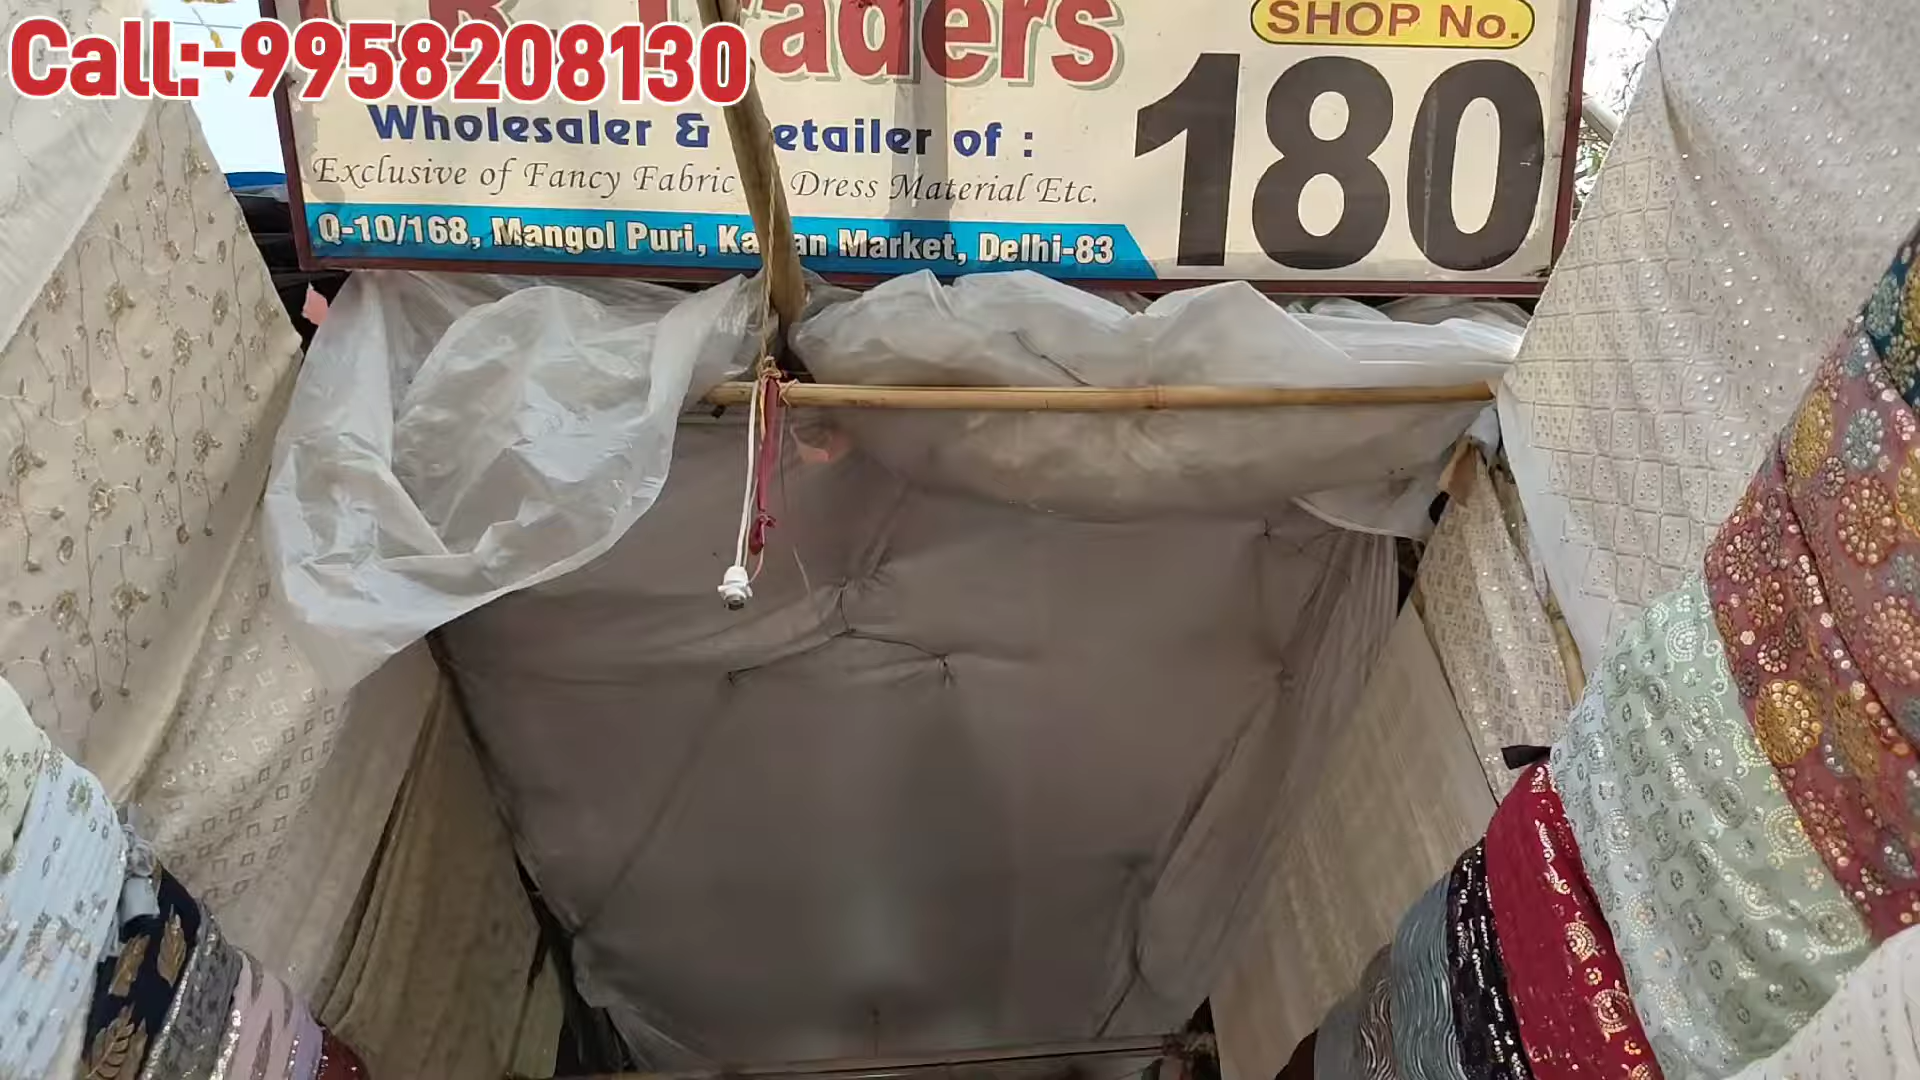 Call:-9958208130
Traders
SHOP No.
180
Wholesaler & etailer of :
Exclusive of Fancy Fabric Dress Material Etc.
Q-10/168, Mangol Puri, Ka an Market, Delhi-83